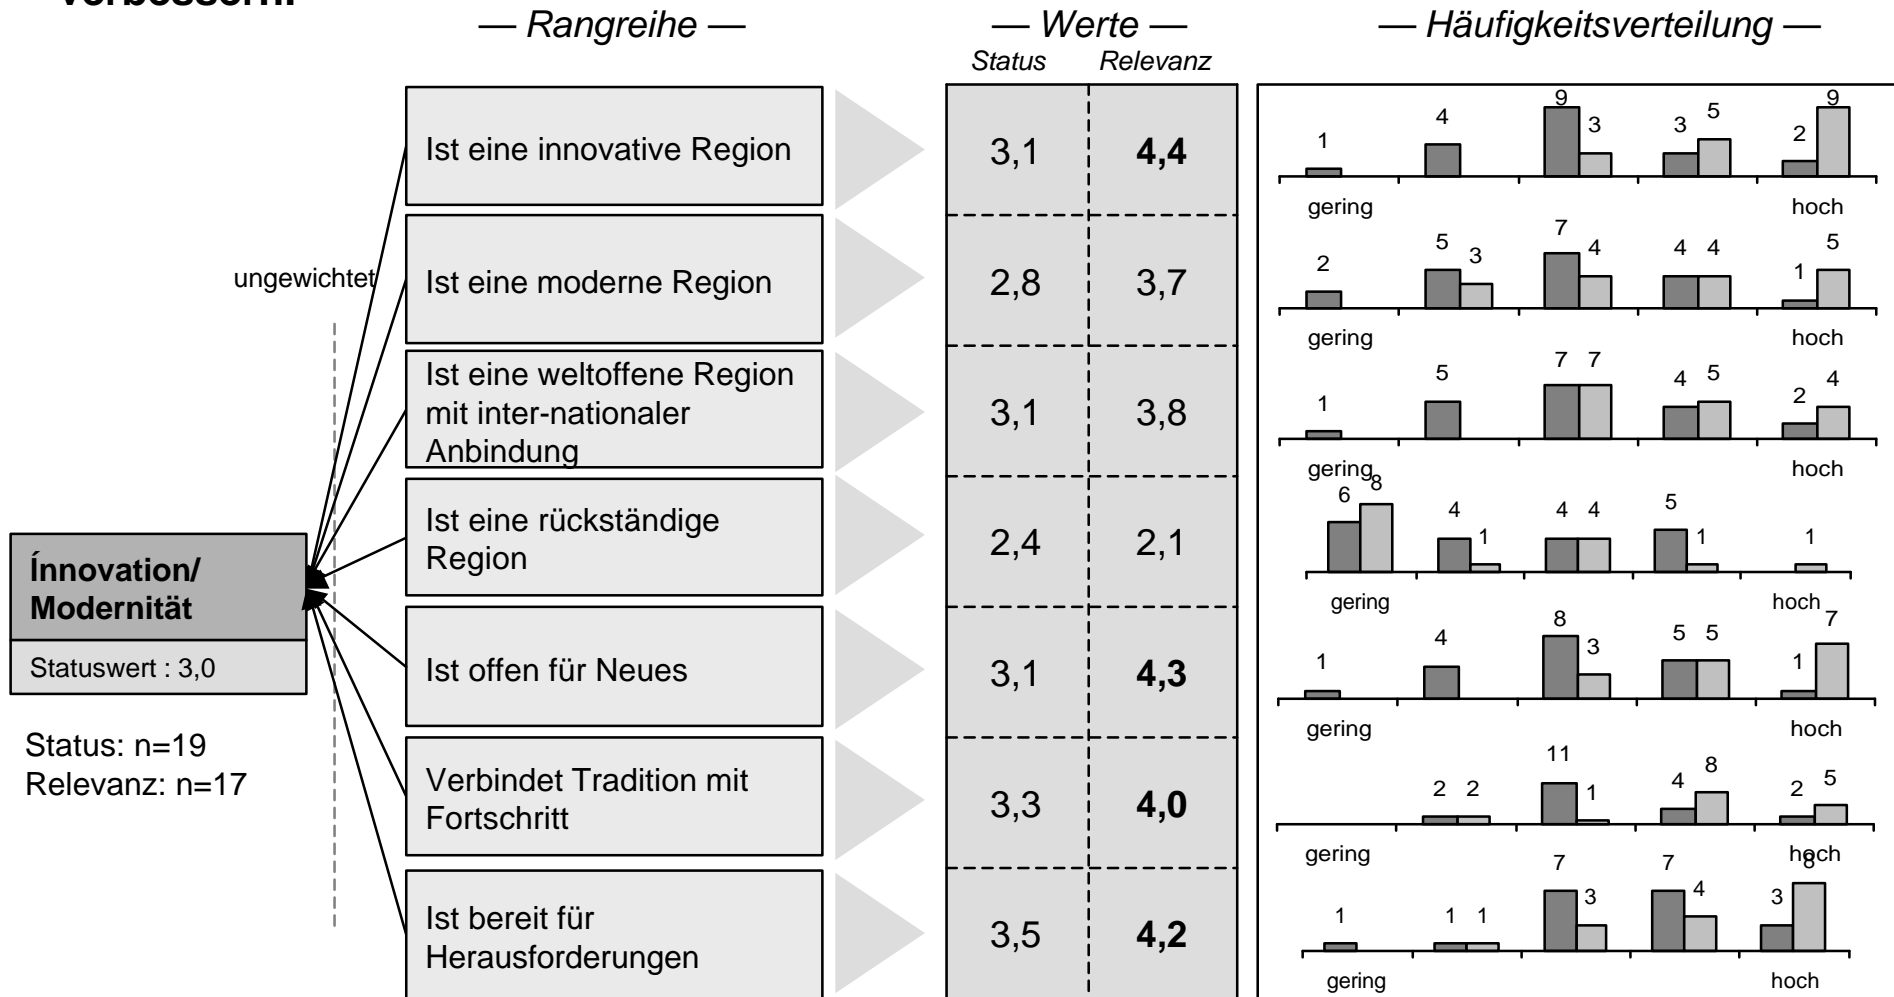 — Rangreihe —
— Werte —
— Häufigkeitsverteilung —
Status Relevanz
Ist eine innovative Region
3,1 4,4
1 4 9 3 3 5 2 9
gering hoch
ungewichtet
Ist eine moderne Region
2,8 3,7
2 5 3 7 4 4 4 1 5
gering hoch
Ist eine weltoffene Region
mit inter-nationaler
Anbindung
3,1 3,8
1 5 7 7 4 5 2 4
gering hoch
Ist eine rückständige
Region
2,4 2,1
6 8 4 1 4 4 5 1 1
gering hoch
Ínnovation/
Modernität
Statuswert : 3,0
Status: n=19
Relevanz: n=17
Ist offen für Neues
3,1 4,3
1 4 8 3 5 5 1 7
gering hoch
Verbindet Tradition mit
Fortschritt
3,3 4,0
2 2 11 1 4 8 2 5
gering hoch
Ist bereit für
Herausforderungen
3,5 4,2
1 1 1 7 3 7 4 3 8
gering hoch